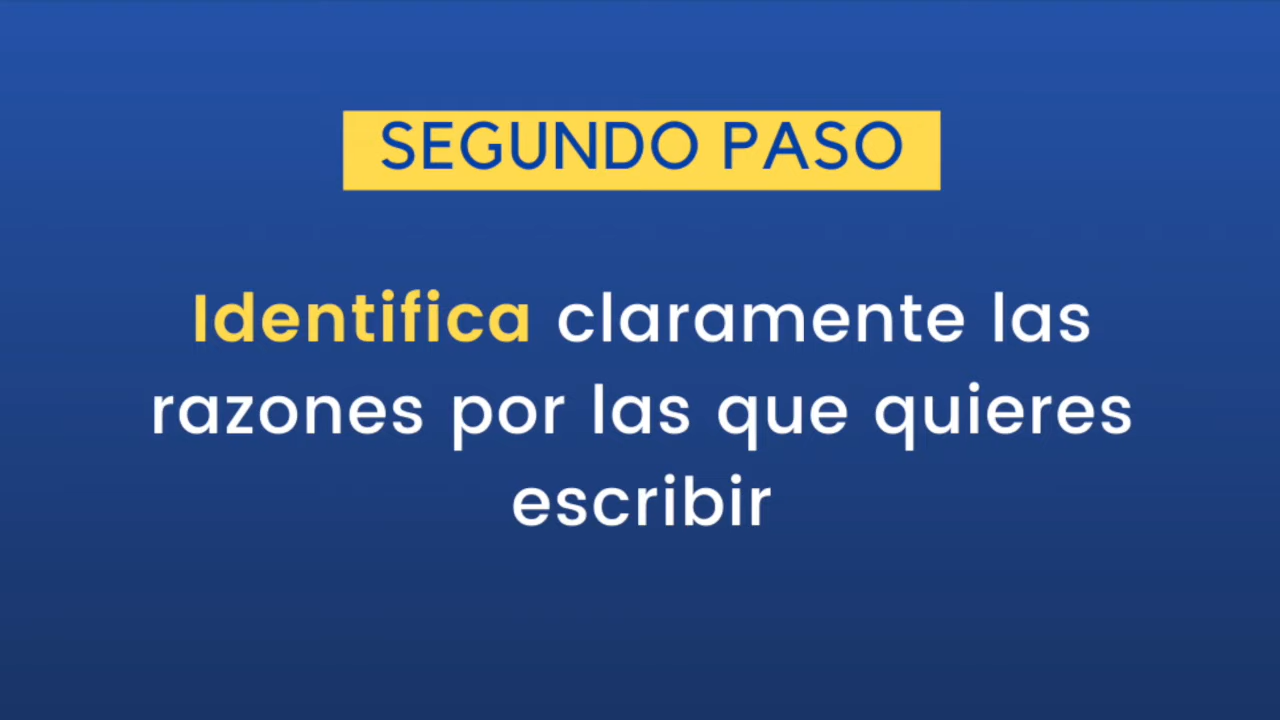 SEGUNDO PASO
Identifica claramente las
razones por las que quieres
escribir